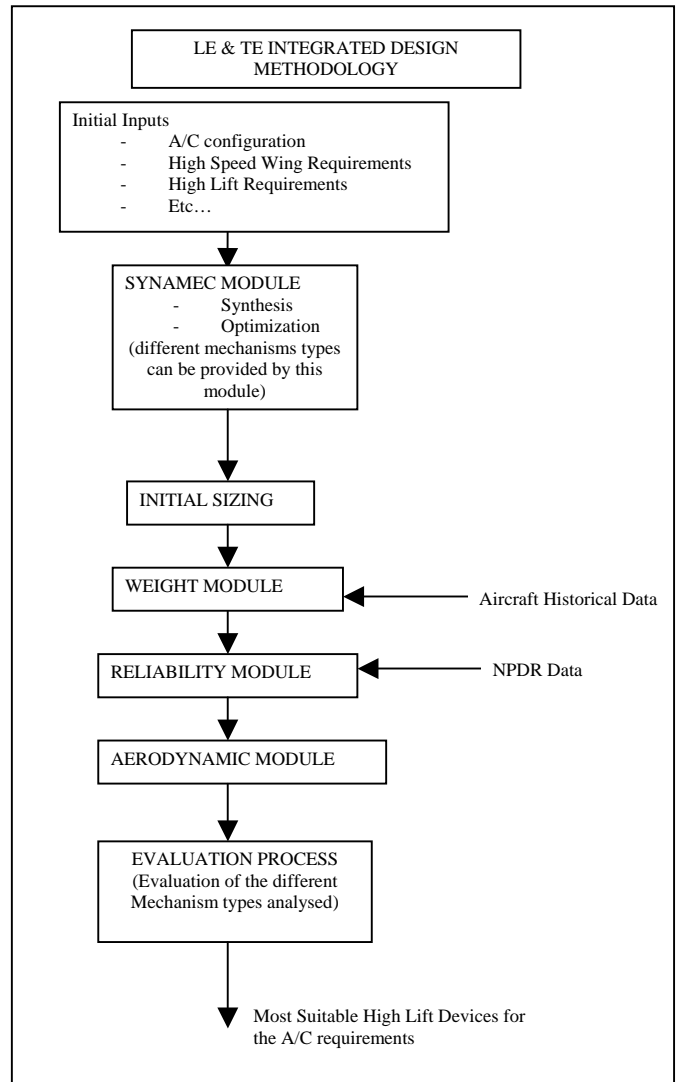 LE & TE INTEGRATED DESIGN
METHODOLOGY
Initial Inputs
- A/C configuration
- High Speed Wing Requirements
- High Lift Requirements
- Etc…
SYNAMEC MODULE
- Synthesis
- Optimization
(different mechanisms types
can be provided by this
module)
INITIAL SIZING
WEIGHT MODULE
Aircraft Historical Data
RELIABILITY MODULE
NPDR Data
AERODYNAMIC MODULE
EVALUATION PROCESS
(Evaluation of the different
Mechanism types analysed)
Most Suitable High Lift Devices for
the A/C requirements